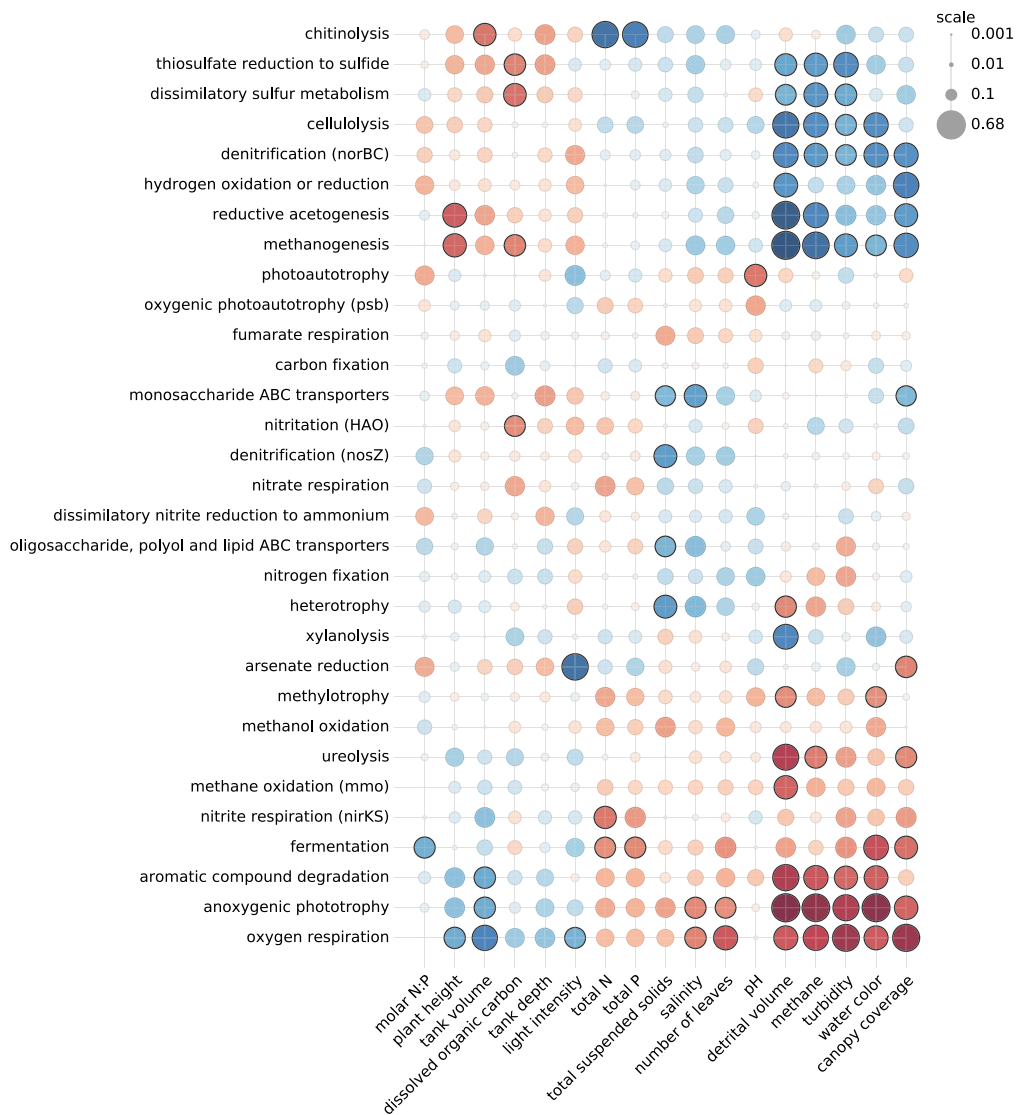 scale
0.001
0.01
0.1
0.68
chitinolysis
thiosulfate reduction to sulfide
dissimilatory sulfur metabolism
cellulolysis
denitrification (norBC)
hydrogen oxidation or reduction
reductive acetogenesis
methanogenesis
photoautotrophy
oxygenic photoautotrophy (psb)
fumarate respiration
carbon fixation
monosaccharide ABC transporters
nitritation (HAO)
denitrification (nosZ)
nitrate respiration
dissimilatory nitrite reduction to ammonium
oligosaccharide, polyol and lipid ABC transporters
nitrogen fixation
heterotrophy
xylanolysis
arsenate reduction
methylotrophy
methanol oxidation
ureolysis
methane oxidation (mmo)
nitrite respiration (nirKS)
fermentation
aromatic compound degradation
anoxygenic phototrophy
oxygen respiration
molar N:P
plant height
tank volume
dissolved organic carbon
tank depth
light intensity
total N
total P
total suspended solids
salinity
number of leaves
pH
detrital volume
methane
turbidity
water color
canopy coverage